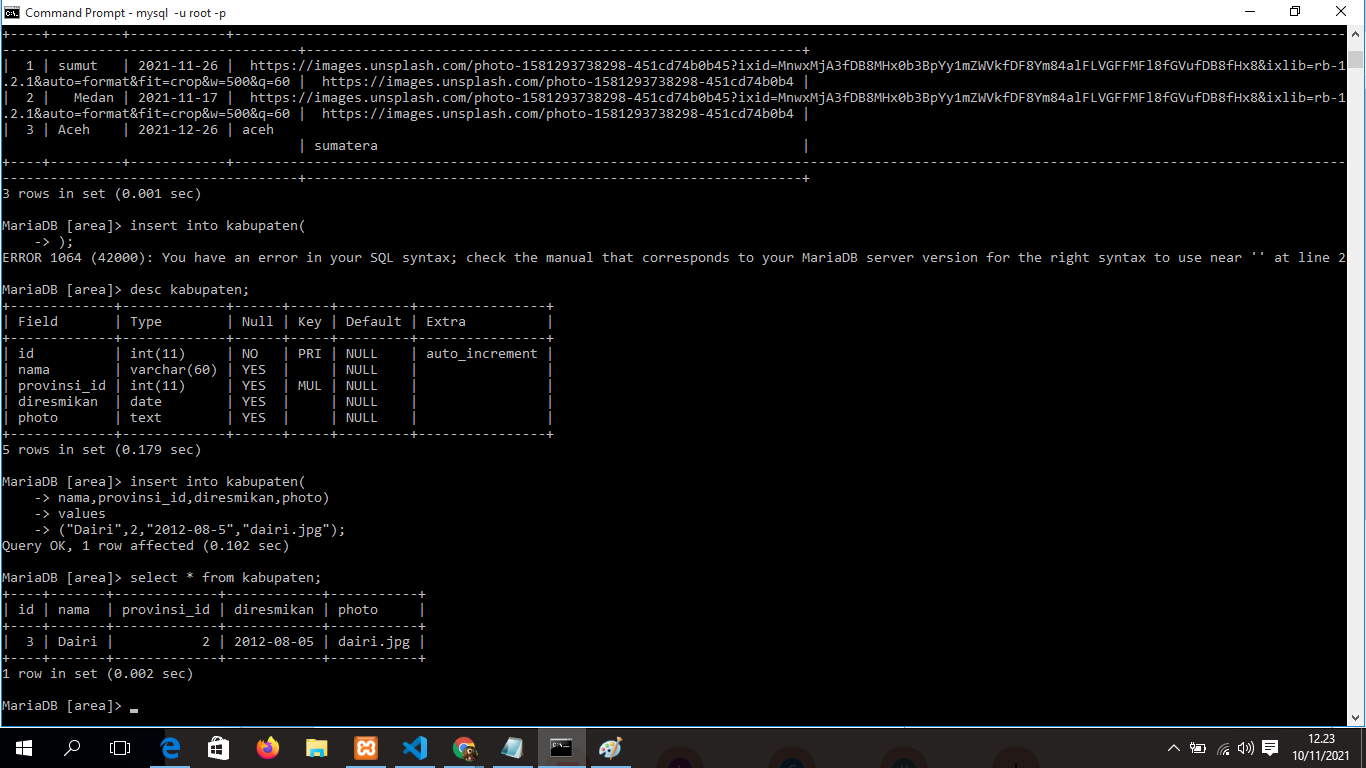 Command Prompt - mysql -u root -p
+----+---------+------------+-----------------------------------------------------------------------------------------------------------------------------------------
-------------------------------------+--------------------------------------------------------------+
|  1 | sumut   | 2021-11-26 |  https://images.unsplash.com/photo-1581293738298-451cd74b0b45?ixid=MnwxMjA3fDB8MHx0b3BpYy1mZWVkfDF8Ym84alFLVGFFMFl8fGVufDB8fHx8&ixlib=rb-1
.2.1&auto=format&fit=crop&w=500&q=60 |  https://images.unsplash.com/photo-1581293738298-451cd74b0b4 |
|  2 |   Medan | 2021-11-17 |  https://images.unsplash.com/photo-1581293738298-451cd74b0b45?ixid=MnwxMjA3fDB8MHx0b3BpYy1mZWVkfDF8Ym84alFLVGFFMFl8fGVufDB8fHx8&ixlib=rb-1
.2.1&auto=format&fit=crop&w=500&q=60 |  https://images.unsplash.com/photo-1581293738298-451cd74b0b4 |
|  3 | Aceh    | 2021-12-26 | aceh
                                     | sumatera                                                     |
+----+---------+------------+-----------------------------------------------------------------------------------------------------------------------------------------
-------------------------------------+--------------------------------------------------------------+
3 rows in set (0.001 sec)
MariaDB [area]> insert into kabupaten(
    -> );
ERROR 1064 (42000): You have an error in your SQL syntax; check the manual that corresponds to your MariaDB server version for the right syntax to use near '' at line 2
MariaDB [area]> desc kabupaten;
+-------------+-------------+------+-----+---------+----------------+
| Field       | Type        | Null | Key | Default | Extra          |
+-------------+-------------+------+-----+---------+----------------+
| id          | int(11)     | NO   | PRI | NULL    | auto_increment |
| nama        | varchar(60) | YES  |     | NULL    |                |
| provinsi_id | int(11)     | YES  | MUL | NULL    |                |
| diresmikan  | date        | YES  |     | NULL    |                |
| photo       | text        | YES  |     | NULL    |                |
+-------------+-------------+------+-----+---------+----------------+
5 rows in set (0.179 sec)
MariaDB [area]> insert into kabupaten(
    -> nama,provinsi_id,diresmikan,photo)
    -> values
    -> ("Dairi",2,"2012-08-5","dairi.jpg");
Query OK, 1 row affected (0.102 sec)
MariaDB [area]> select * from kabupaten;
+----+-------+-------------+------------+-----------+
| id | nama  | provinsi_id | diresmikan | photo     |
+----+-------+-------------+------------+-----------+
|  3 | Dairi |           2 | 2012-08-05 | dairi.jpg |
+----+-------+-------------+------------+-----------+
1 row in set (0.002 sec)
MariaDB [area]> _
12.23
10/11/2021